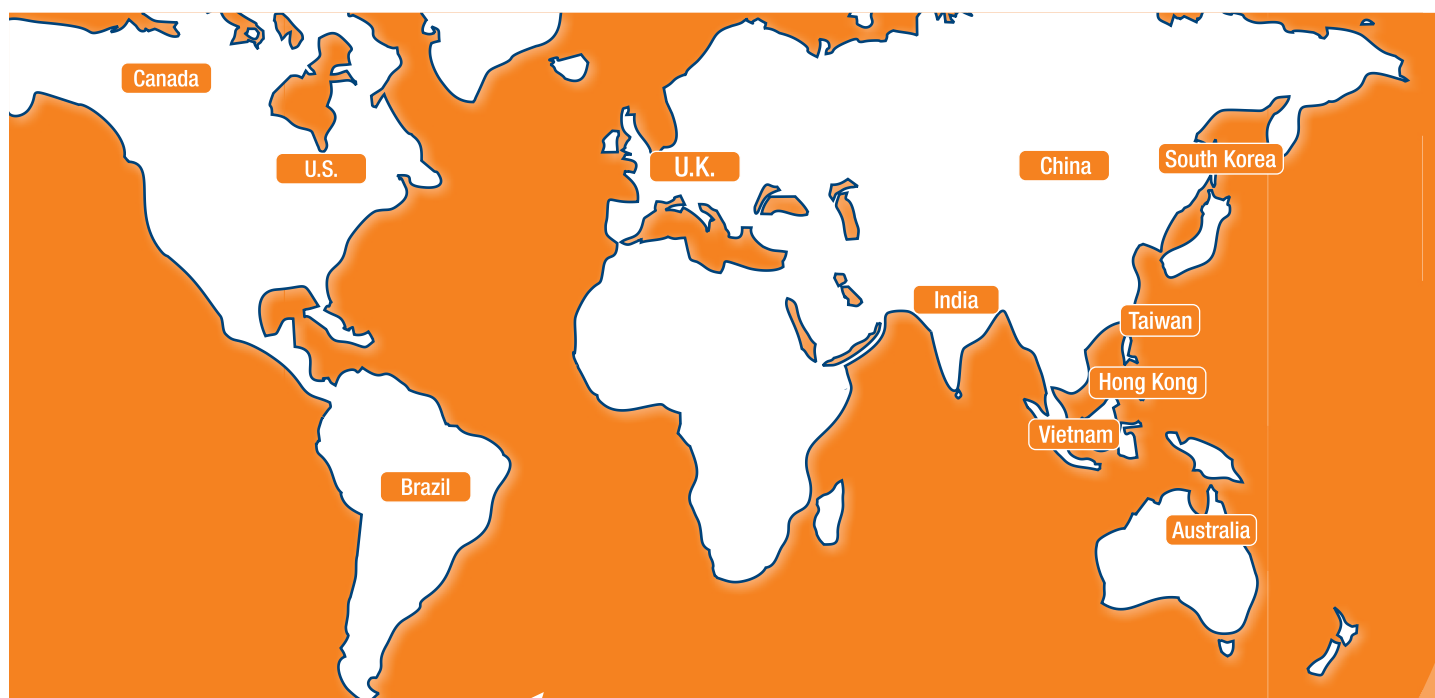 Canada
U.S.
U.K.
China
South Korea
India
Taiwan
Hong Kong
Vietnam
Brazil
Australia